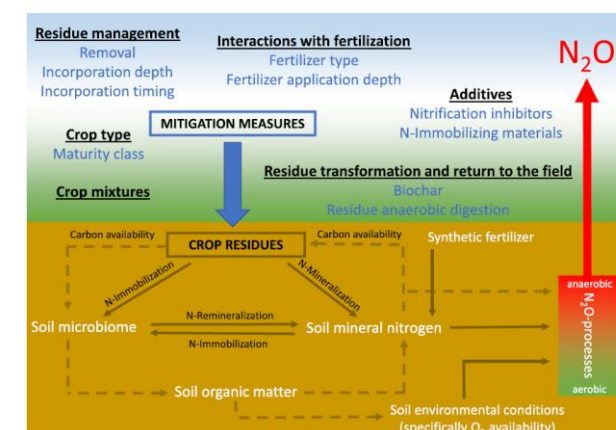 Residue management
Removal
Incorporation depth
Incorporation timing
Interactions with fertilization
Fertilizer type
Fertilizer application depth
N₂O
Additives
Nitrification inhibitors
N-Immobilizing materials
Crop type
Maturity class
MITIGATION MEASURES
Crop mixtures
Residue transformation and return to the field
Biochar
Residue anaerobic digestion
Carbon availability
CROP RESIDUES
Carbon availability
Synthetic fertilizer
N-Immobilization
N-Mineralization
anaerobic
N₂O-processes
aerobic
Soil microbiome
N-Remineralization
N-Immobilization
Soil mineral nitrogen
Soil organic matter
Soil environmental conditions
(specifically O₂ availability)